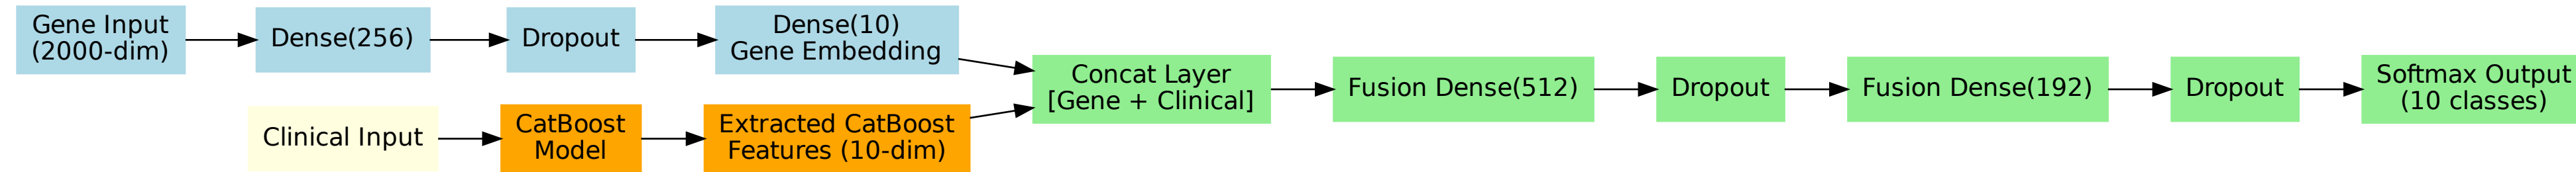 Gene Input
(2000-dim)
Dense(256)
Dropout
Dense(10)
Gene Embedding
Clinical Input
CatBoost
Model
Extracted CatBoost
Features (10-dim)
Concat Layer
[Gene + Clinical]
Fusion Dense(512)
Dropout
Fusion Dense(192)
Dropout
Softmax Output
(10 classes)